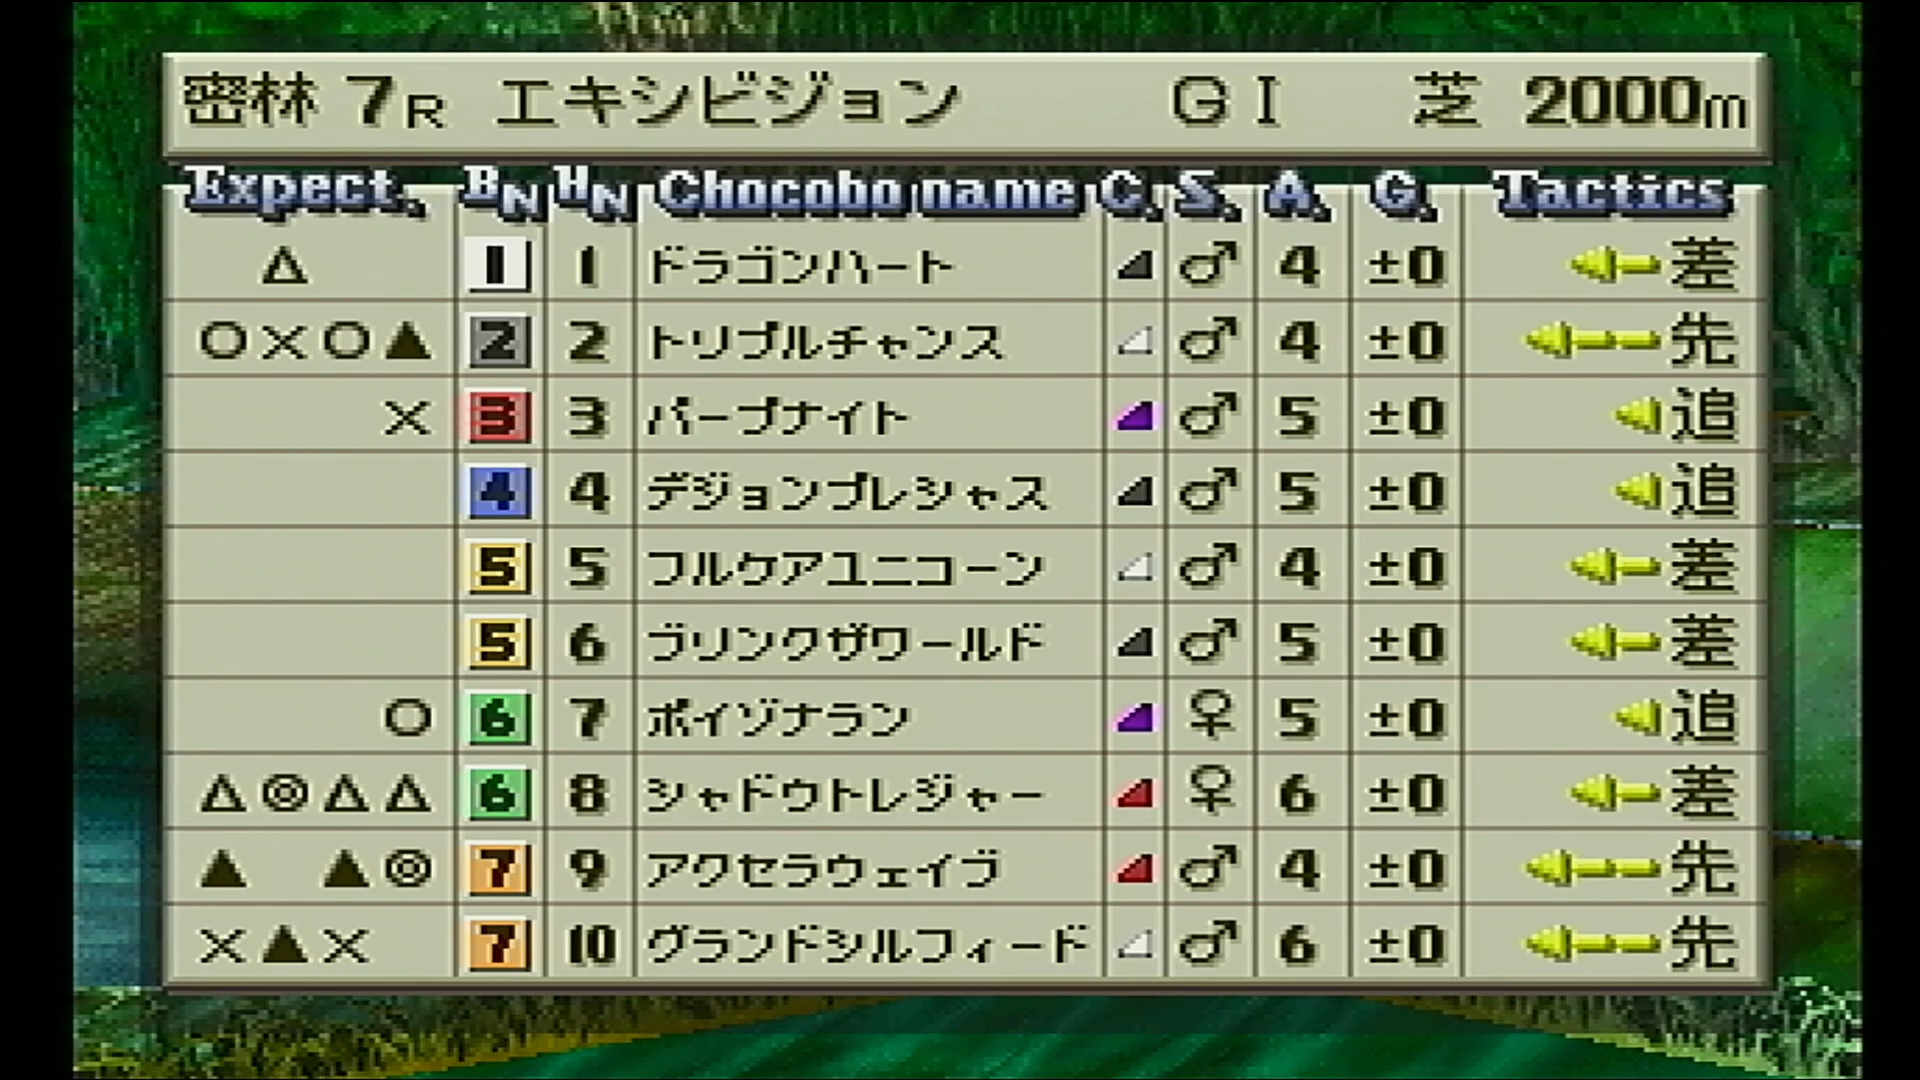 密林 7R エキシビジョン GⅠ 芝 2000m
Expect. BN HN Chocobo name C. S. A. G. Tactics
△ 1 1 ドラゴンハート ♂ 4 ±0 差
○×○▲ 2 2 トリプルチャンス ♂ 4 ±0 先
× 3 3 パープナイト ♂ 5 ±0 追
4 4 デジョンプレシャス ♂ 5 ±0 追
5 5 フルケアユニコーン ♂ 4 ±0 差
5 6 ブリンクザワールド ♂ 5 ±0 差
○ 6 7 ポイゾナラン ♀ 5 ±0 追
△◎△△ 6 8 シャドウトレジャー ♀ 6 ±0 差
▲ ▲◎ 7 9 アクセラウェイブ ♂ 4 ±0 先
×▲× 7 10 グランドシルフィード ♂ 6 ±0 先